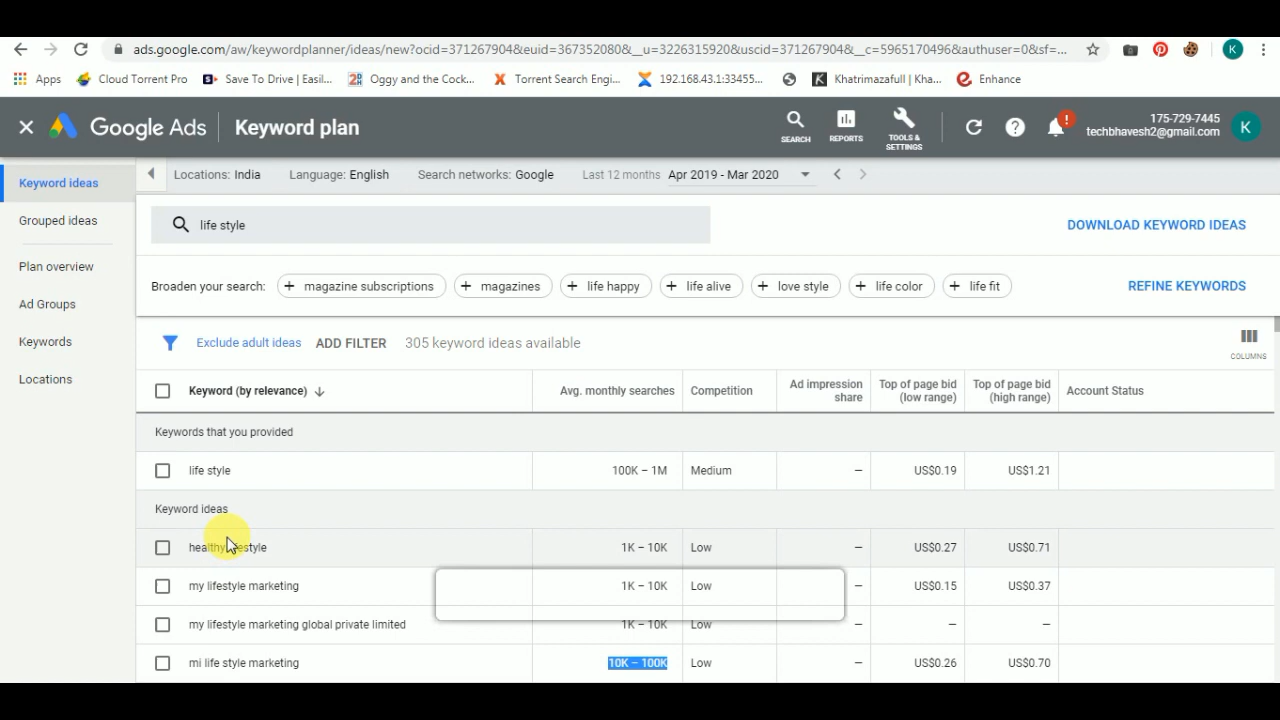 ads.google.com/aw/keywordplanner/ideas/new?ocid=371267904&euid=367352080&__u=3226315920&uscid=371267904&__c=5965170496&authuser=0&sf=...
K
Apps Cloud Torrent Pro Save To Drive | Easil... Oggy and the Cock... Torrent Search Engi... 192.168.43.1:33455... Khatrimazafull | Kha... Enhance
× Google Ads Keyword plan
SEARCH REPORTS TOOLS & SETTINGS ! 175-729-7445
techbhavesh2@gmail.com K
Keyword ideas
Grouped ideas
Plan overview
Ad Groups
Keywords
Locations
Locations: India Language: English Search networks: Google Last 12 months Apr 2019 - Mar 2020
life style DOWNLOAD KEYWORD IDEAS
Broaden your search: + magazine subscriptions + magazines + life happy + life alive + love style + life color + life fit REFINE KEYWORDS
Exclude adult ideas ADD FILTER 305 keyword ideas available COLUMNS
Keyword (by relevance) Avg. monthly searches Competition Ad impression share Top of page bid (low range) Top of page bid (high range) Account Status
Keywords that you provided
life style 100K – 1M Medium – US$0.19 US$1.21
Keyword ideas
healthy lifestyle 1K – 10K Low – US$0.27 US$0.71
my lifestyle marketing 1K – 10K Low – US$0.15 US$0.37
my lifestyle marketing global private limited 1K – 10K Low – – –
mi life style marketing 10K – 100K Low – US$0.26 US$0.70